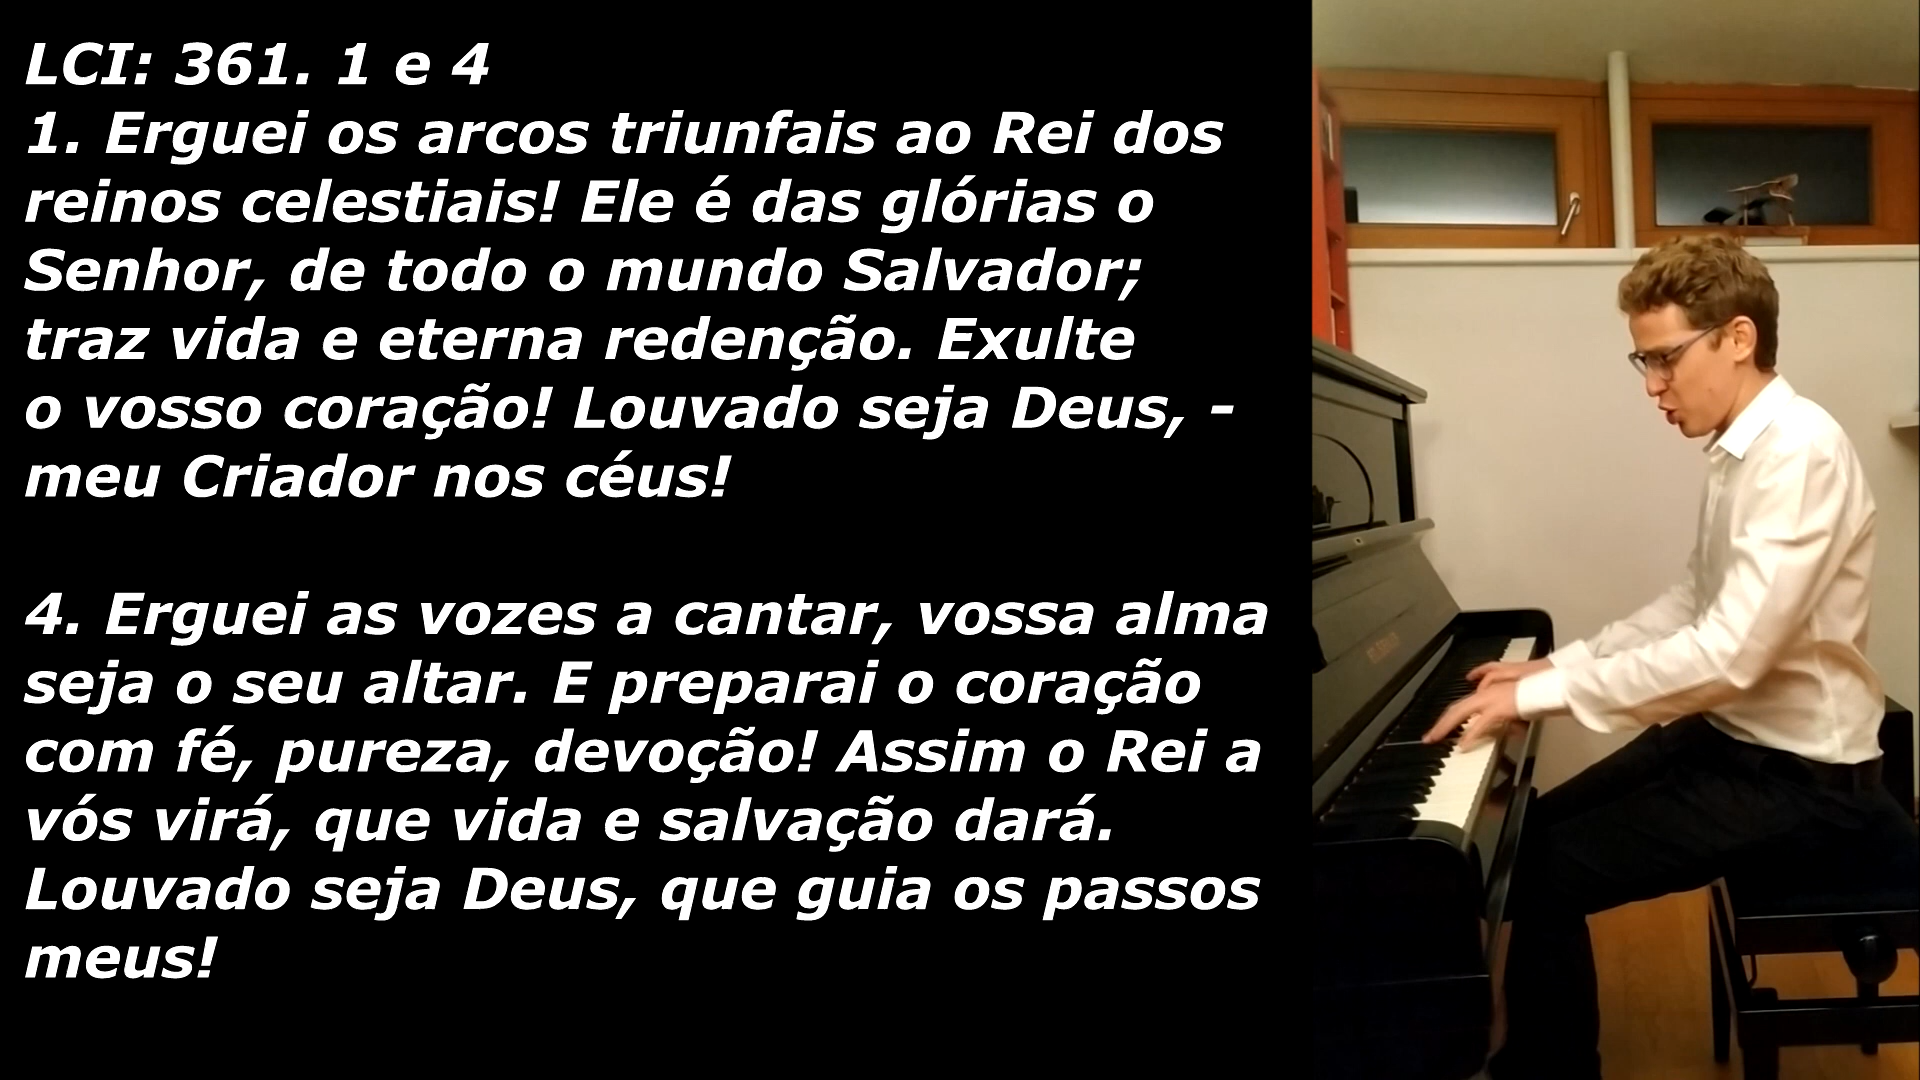 LCI: 361. 1 e 4
1. Erguei os arcos triunfais ao Rei dos
reinos celestiais! Ele é das glórias o
Senhor, de todo o mundo Salvador;
traz vida e eterna redenção. Exulte
o vosso coração! Louvado seja Deus, -
meu Criador nos céus!
4. Erguei as vozes a cantar, vossa alma
seja o seu altar. E preparai o coração
com fé, pureza, devoção! Assim o Rei a
vós virá, que vida e salvação dará.
Louvado seja Deus, que guia os passos
meus!